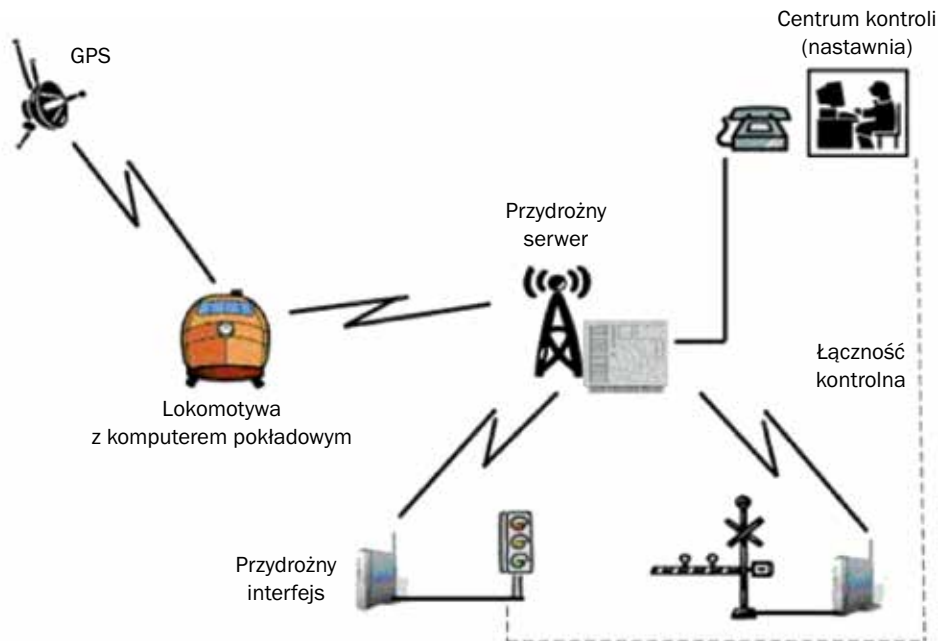 Centrum kontroli
(nastawnia)
GPS
Przydrożny
serwer
Łączność
kontrolna
Lokomotywa
z komputerem pokładowym
Przydrożny
interfejs